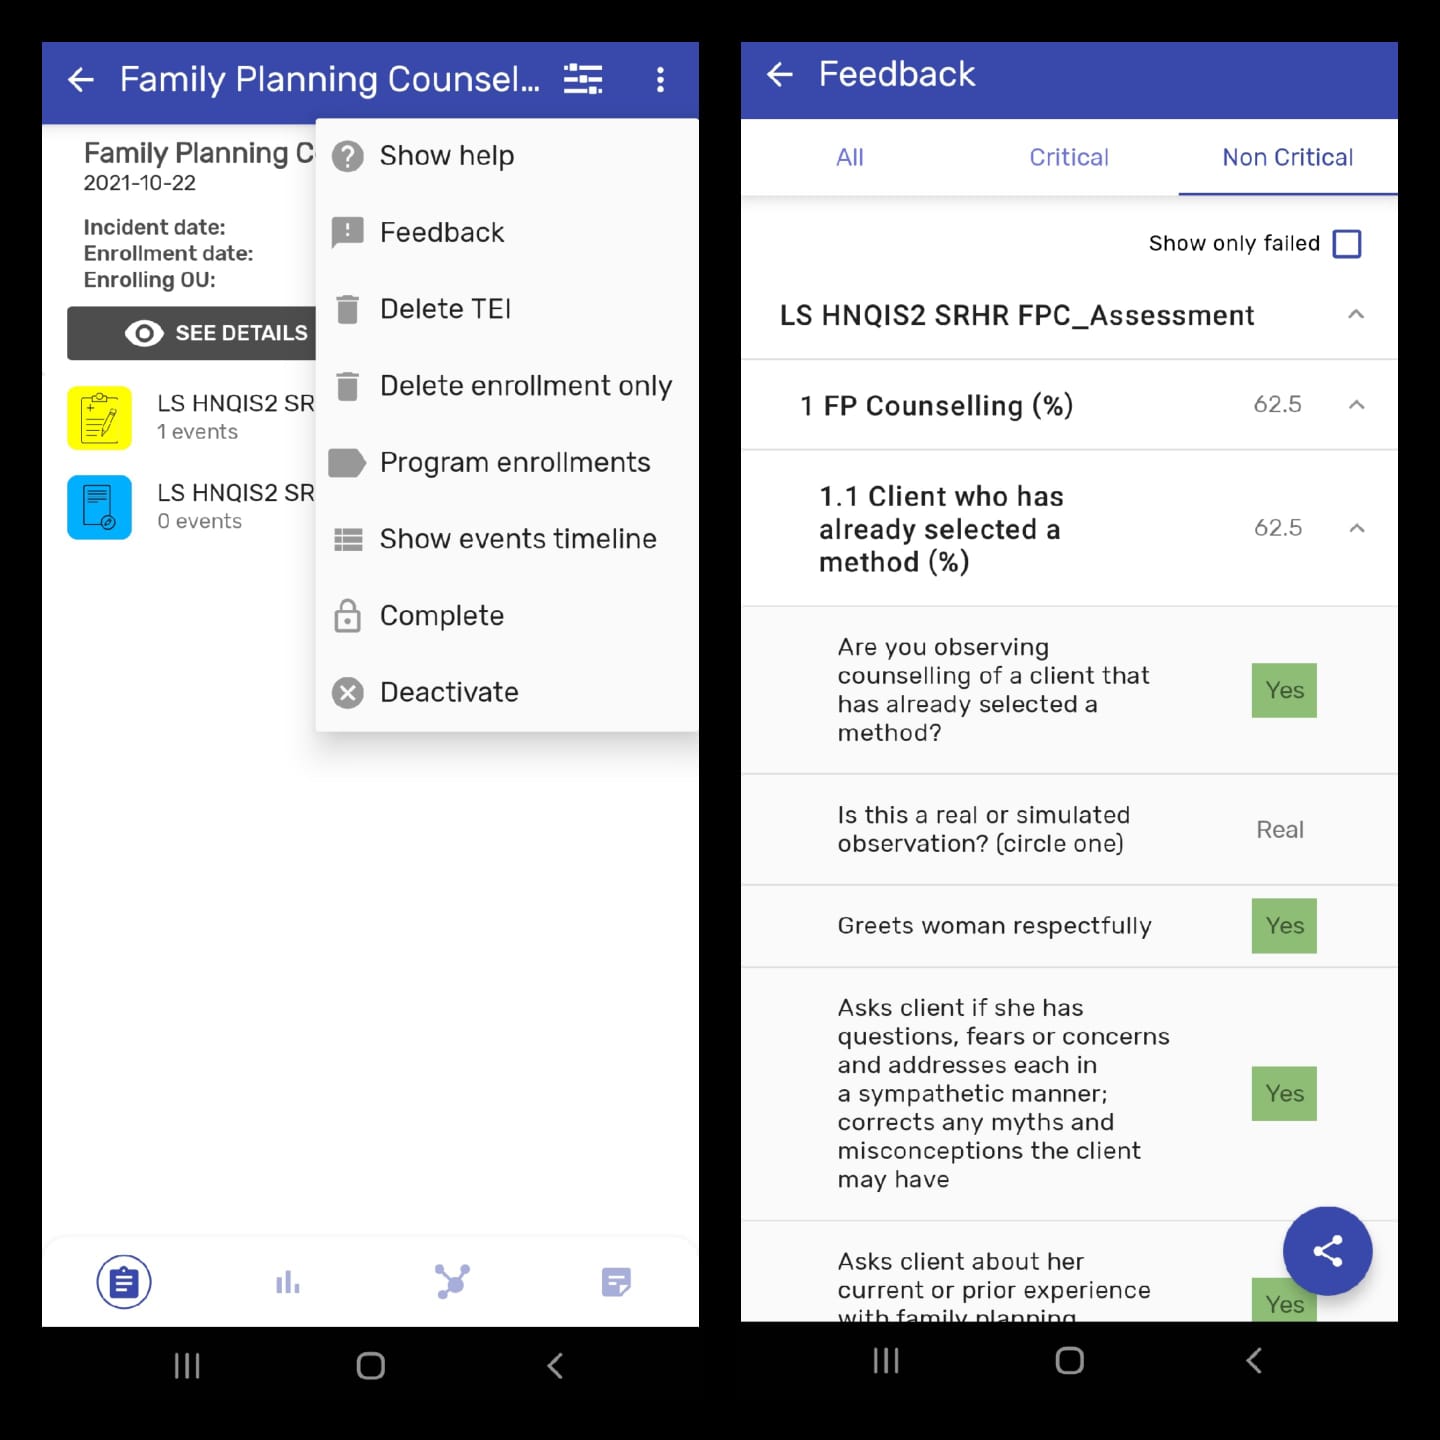 Family Planning Counsel...
Family Planning C
2021-10-22
Incident date:
Enrollment date:
Enrolling OU:
SEE DETAILS
LS HNQIS2 SR
1 events
LS HNQIS2 SR
0 events
Show help
Feedback
Delete TEI
Delete enrollment only
Program enrollments
Show events timeline
Complete
Deactivate
Feedback
All Critical Non Critical
Show only failed
LS HNQIS2 SRHR FPC_Assessment
1 FP Counselling (%) 62.5
1.1 Client who has
already selected a
method (%)
62.5
Are you observing
counselling of a client that
has already selected a
method?
Yes
Is this a real or simulated
observation? (circle one)
Real
Greets woman respectfully
Yes
Asks client if she has
questions, fears or concerns
and addresses each in
a sympathetic manner;
corrects any myths and
misconceptions the client
may have
Yes
Asks client about her
current or prior experience
with family planning
Yes